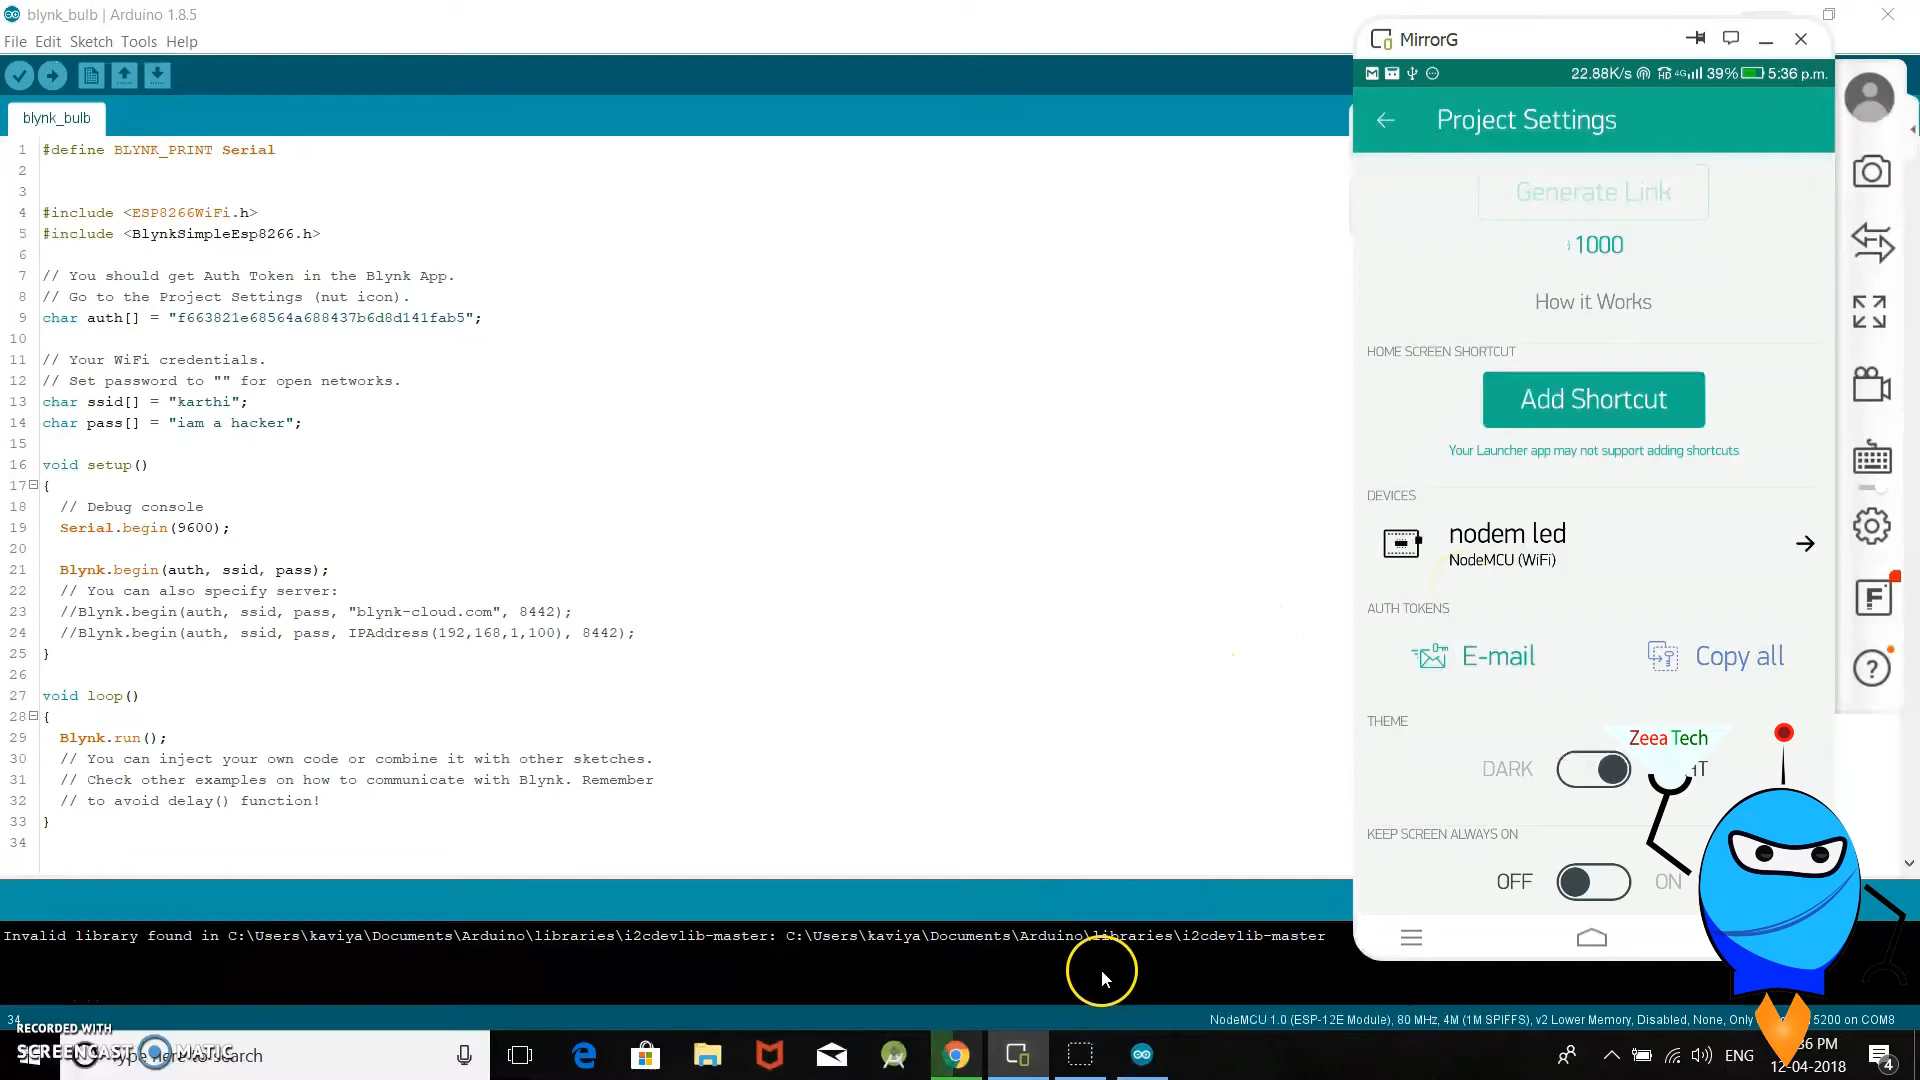 blynk_bulb | Arduino 1.8.5
File Edit Sketch Tools Help
blynk_bulb
1 #define BLYNK_PRINT Serial
2
3
4 #include <ESP8266WiFi.h>
5 #include <BlynkSimpleEsp8266.h>
6
7 // You should get Auth Token in the Blynk App.
8 // Go to the Project Settings (nut icon).
9 char auth[] = "f663821e68564a688437b6d8d141fab5";
10
11 // Your WiFi credentials.
12 // Set password to "" for open networks.
13 char ssid[] = "karthi";
14 char pass[] = "iam a hacker";
15
16 void setup()
17 {
18 // Debug console
19 Serial.begin(9600);
20
21 Blynk.begin(auth, ssid, pass);
22 // You can also specify server:
23 //Blynk.begin(auth, ssid, pass, "blynk-cloud.com", 8442);
24 //Blynk.begin(auth, ssid, pass, IPAddress(192,168,1,100), 8442);
25 }
26
27 void loop()
28 {
29 Blynk.run();
30 // You can inject your own code or combine it with other sketches.
31 // Check other examples on how to communicate with Blynk. Remember
32 // to avoid delay() function!
33 }
34
Invalid library found in C:\Users\kaviya\Documents\Arduino\libraries\i2cdevlib-master: C:\Users\kaviya\Documents\Arduino\libraries\i2cdevlib-master
34
NodeMCU 1.0 (ESP-12E Module), 80 MHz, 4M (1M SPIFFS), v2 Lower Memory, Disabled, None, Only 5200 on COM8
MirrorG
22.88K/s HD 4G 39% 5:36 p.m.
Project Settings
Generate Link
1000
How it Works
HOME SCREEN SHORTCUT
Add Shortcut
Your Launcher app may not support adding shortcuts
DEVICES
nodem led
NodeMCU (WiFi)
AUTH TOKENS
E-mail
Copy all
THEME
Zeea Tech
DARK
KEEP SCREEN ALWAYS ON
OFF
ON
RECORDED WITH
SCREENCAST MATIC
Type here to search
ENG
36 PM
12-04-2018
4